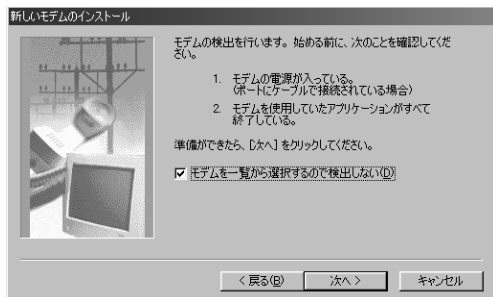 新しいモデムのインストール
モデムの検出を行います。始める前に、次のことを確認してくだ
さい。
1. モデムの電源が入っている。
(ポートにケーブルで接続されている場合)
2. モデムを使用していたアプリケーションがすべて
終了している。
準備ができたら、[次へ] をクリックしてください。
モデムを一覧から選択するので検出しない(D)
< 戻る(B) 次へ > キャンセル